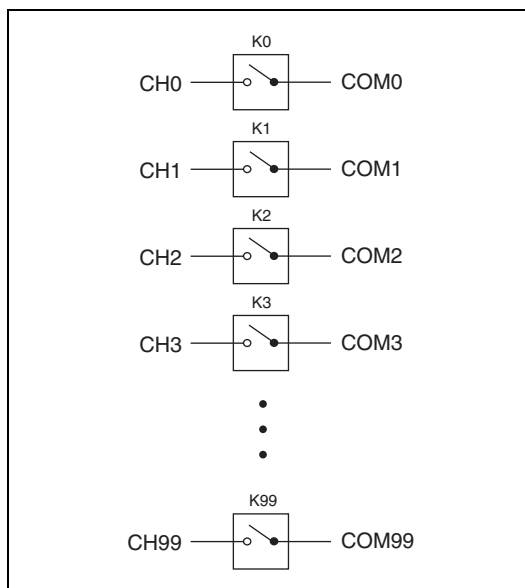 K0
CH0 COM0
K1
CH1 COM1
K2
CH2 COM2
K3
CH3 COM3
K99
CH99 COM99